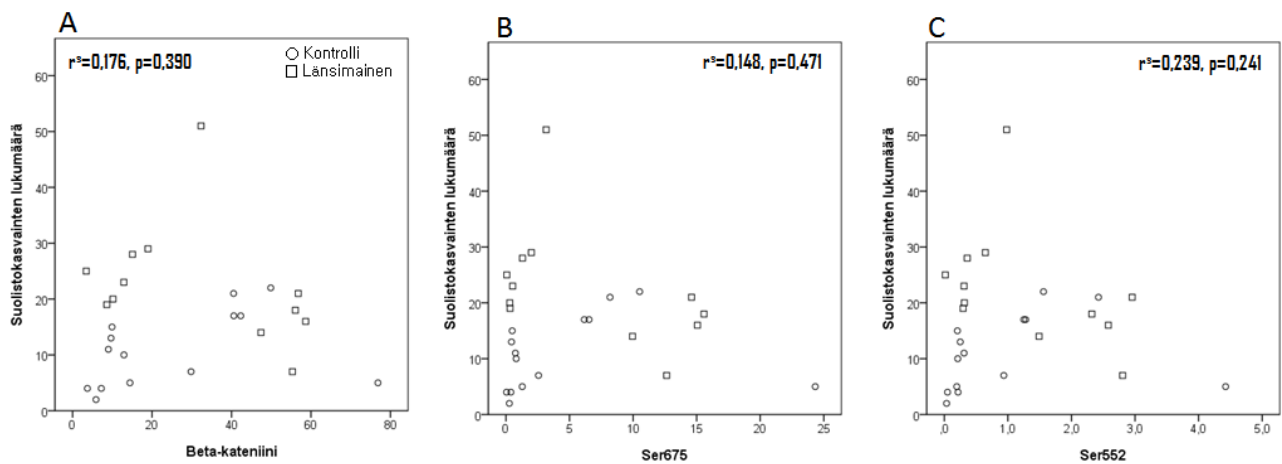 A
r³=0,176, p=0,390
Kontrolli
Länsimainen
Suolistokasvainten lukumäärä
60
50
40
30
20
10
0
0 20 40 60 80
Beta-kateniini
B
r³=0,148, p=0,471
Suolistokasvainten lukumäärä
60
50
40
30
20
10
0
0 5 10 15 20 25
Ser675
C
r³=0,239, p=0,241
Suolistokasvainten lukumäärä
60
50
40
30
20
10
0
,0 1,0 2,0 3,0 4,0 5,0
Ser552